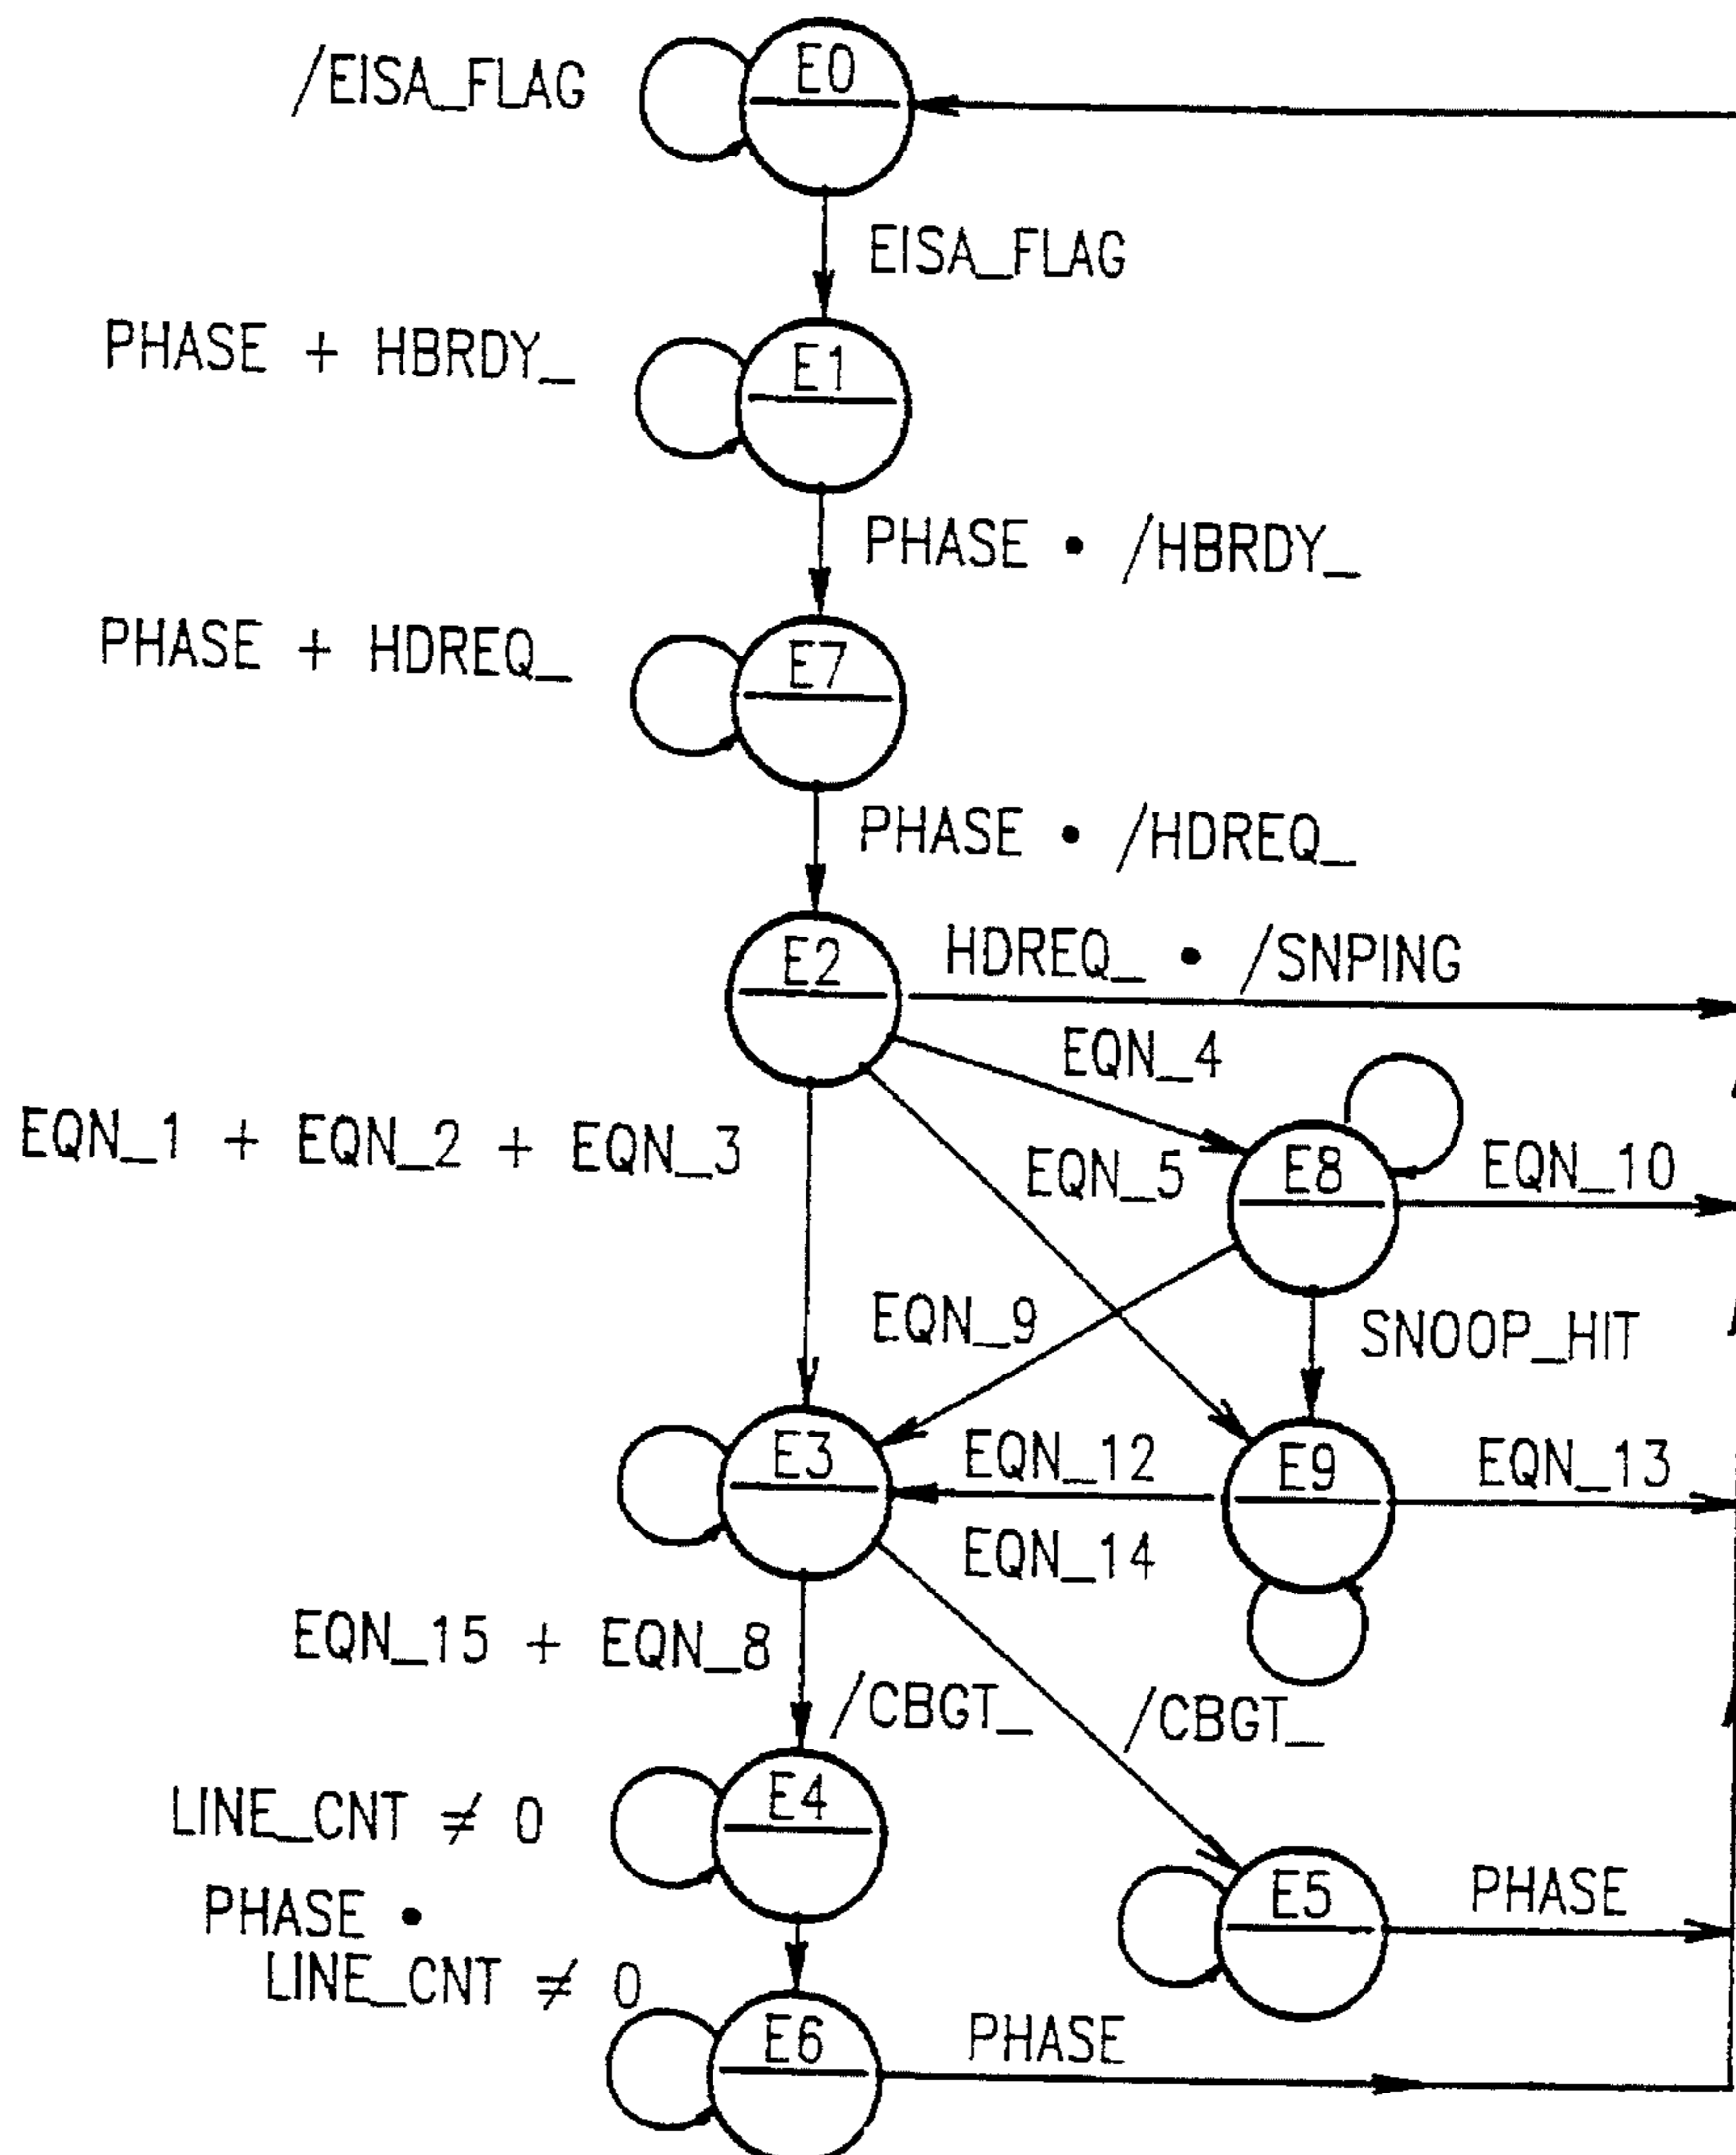 E0
/EISA_FLAG
EISA_FLAG
PHASE + HBRDY_
E1
PHASE • /HBRDY_
PHASE + HDREQ_
E7
PHASE • /HDREQ_
E2
HDREQ_ • /SNPING
EQN_4
EQN_1 + EQN_2 + EQN_3
EQN_5
E8
EQN_10
EQN_9
SNOOP_HIT
E3
EQN_12
E9
EQN_13
EQN_14
EQN_15 + EQN_8
/CBGT_
/CBGT_
LINE_CNT ≠ 0
E4
PHASE •
LINE_CNT ≠ 0
E5
PHASE
E6
PHASE